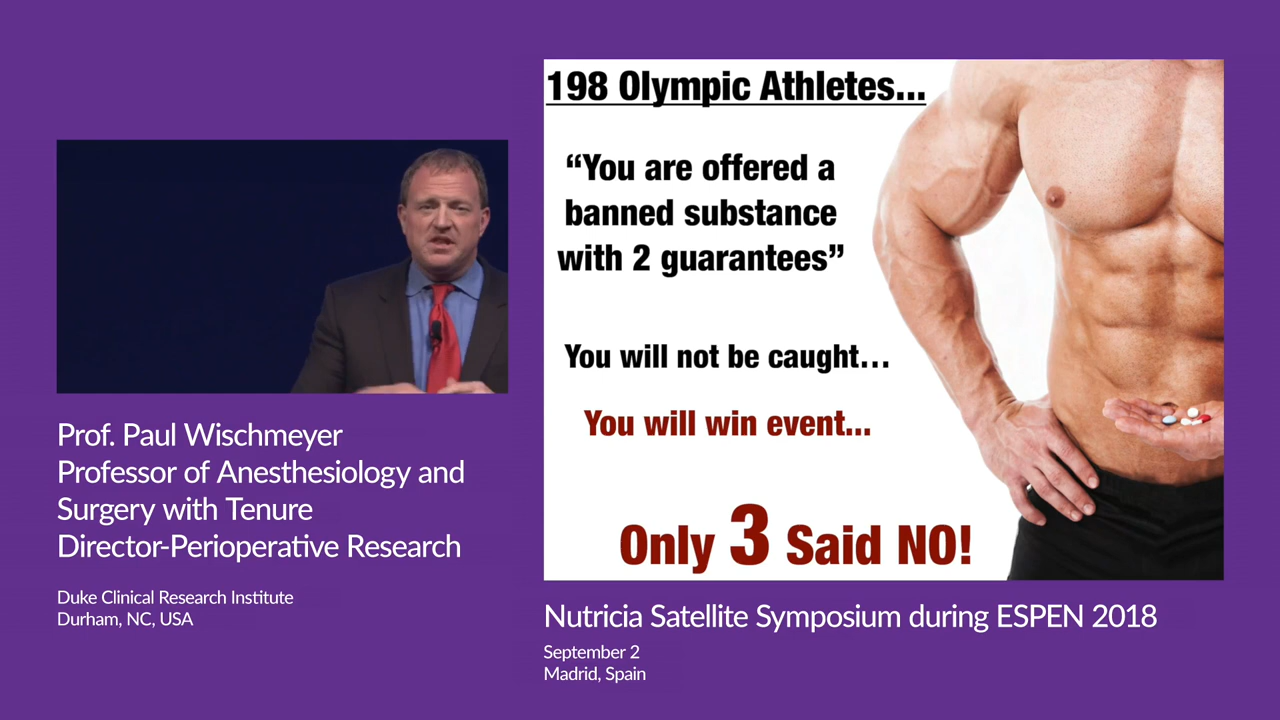 198 Olympic Athletes...
“You are offered a
banned substance
with 2 guarantees”
You will not be caught...
You will win event...
Only 3 Said NO!
Prof. Paul Wischmeyer
Professor of Anesthesiology and
Surgery with Tenure
Director-Perioperative Research
Duke Clinical Research Institute
Durham, NC, USA
Nutricia Satellite Symposium during ESPEN 2018
September 2
Madrid, Spain